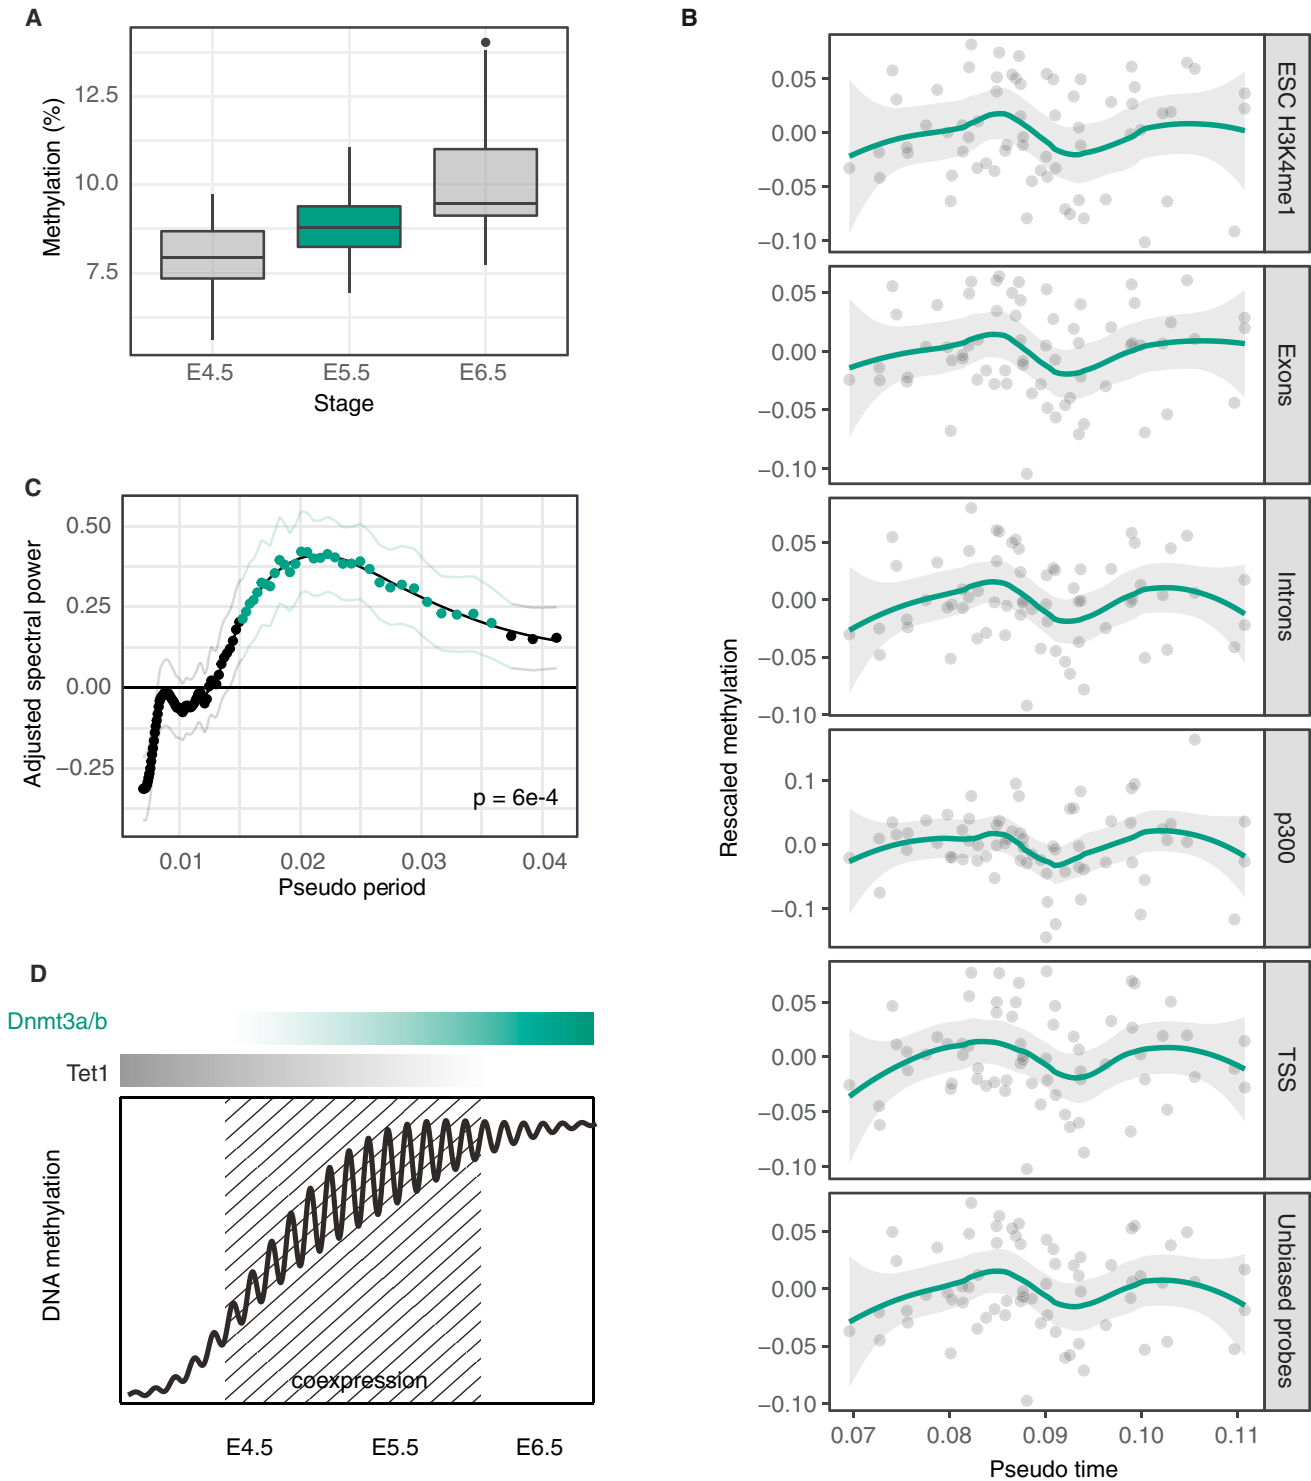 A
Methylation (%)
12.5
10.0
7.5
E4.5 E5.5 E6.5
Stage
B
Rescaled methylation
0.05
0.00
−0.05
−0.10
ESC H3K4me1
0.05
0.00
−0.05
−0.10
Exons
0.05
0.00
−0.05
−0.10
Introns
0.1
0.0
−0.1
p300
0.05
0.00
−0.05
−0.10
TSS
0.05
0.00
−0.05
−0.10
Unbiased probes
0.07 0.08 0.09 0.10 0.11
Pseudo time
C
Adjusted spectral power
0.50
0.25
0.00
−0.25
p = 6e-4
0.01 0.02 0.03 0.04
Pseudo period
D
Dnmt3a/b
Tet1
DNA methylation
coexpression
E4.5 E5.5 E6.5